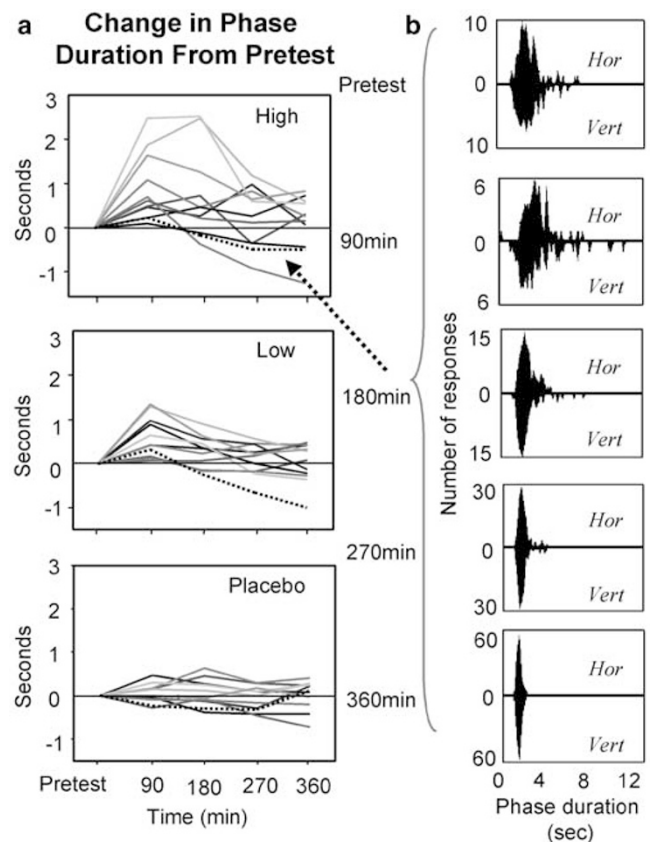 a
Change in Phase
Duration From Pretest
3
2
1
0
-1
Seconds
High
3
2
1
0
-1
Seconds
Low
3
2
1
0
-1
Seconds
Placebo
Pretest 90 180 270 360
Time (min)
b
Pretest
90min
180min
270min
360min
Number of responses
10
0
10
Hor
Vert
6
0
6
Hor
Vert
15
0
15
Hor
Vert
30
0
30
Hor
Vert
60
0
60
Hor
Vert
0 4 8 12
Phase duration
(sec)